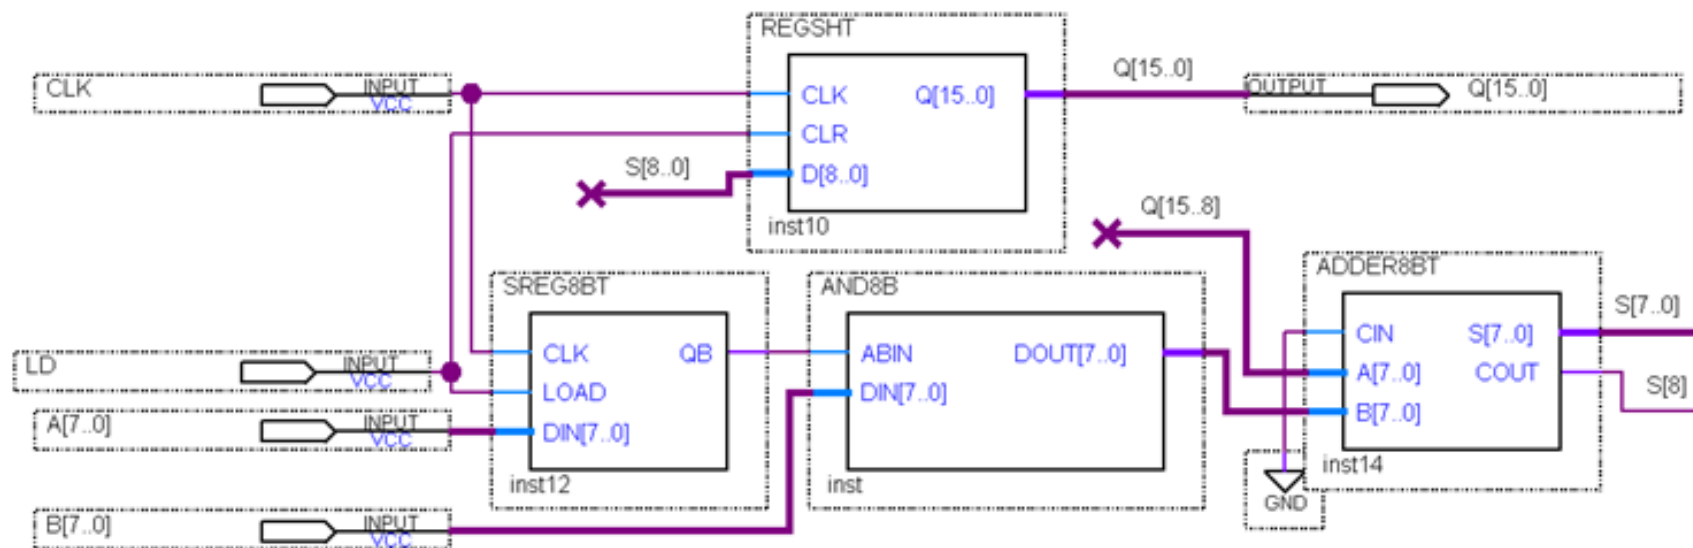 REGSHT
CLK
INPUT
VCC
CLK
CLR
D[8..0]
Q[15..0]
inst10
S[8..0]
Q[15..0]
OUTPUT
Q[15..0]
Q[15..8]
SREG8BT
CLK
LOAD
DIN[7..0]
QB
inst12
AND8B
ABIN
DIN[7..0]
DOUT[7..0]
inst
ADDER8BT
CIN
A[7..0]
B[7..0]
S[7..0]
COUT
inst14
S[7..0]
S[8]
GND
LD
INPUT
VCC
A[7..0]
INPUT
VCC
B[7..0]
INPUT
VCC